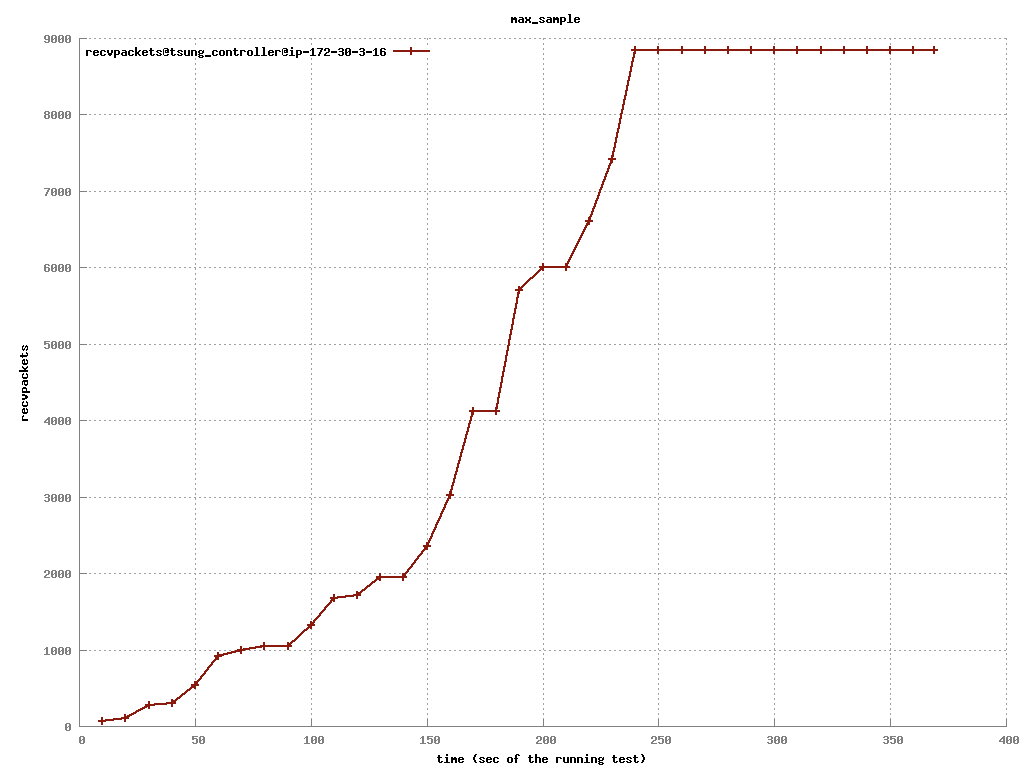 max_sample
recvpackets@tsung_controller@ip-172-30-3-16
9000
8000
7000
6000
5000
4000
3000
2000
1000
0
recvpackets
0 50 100 150 200 250 300 350 400
time (sec of the running test)